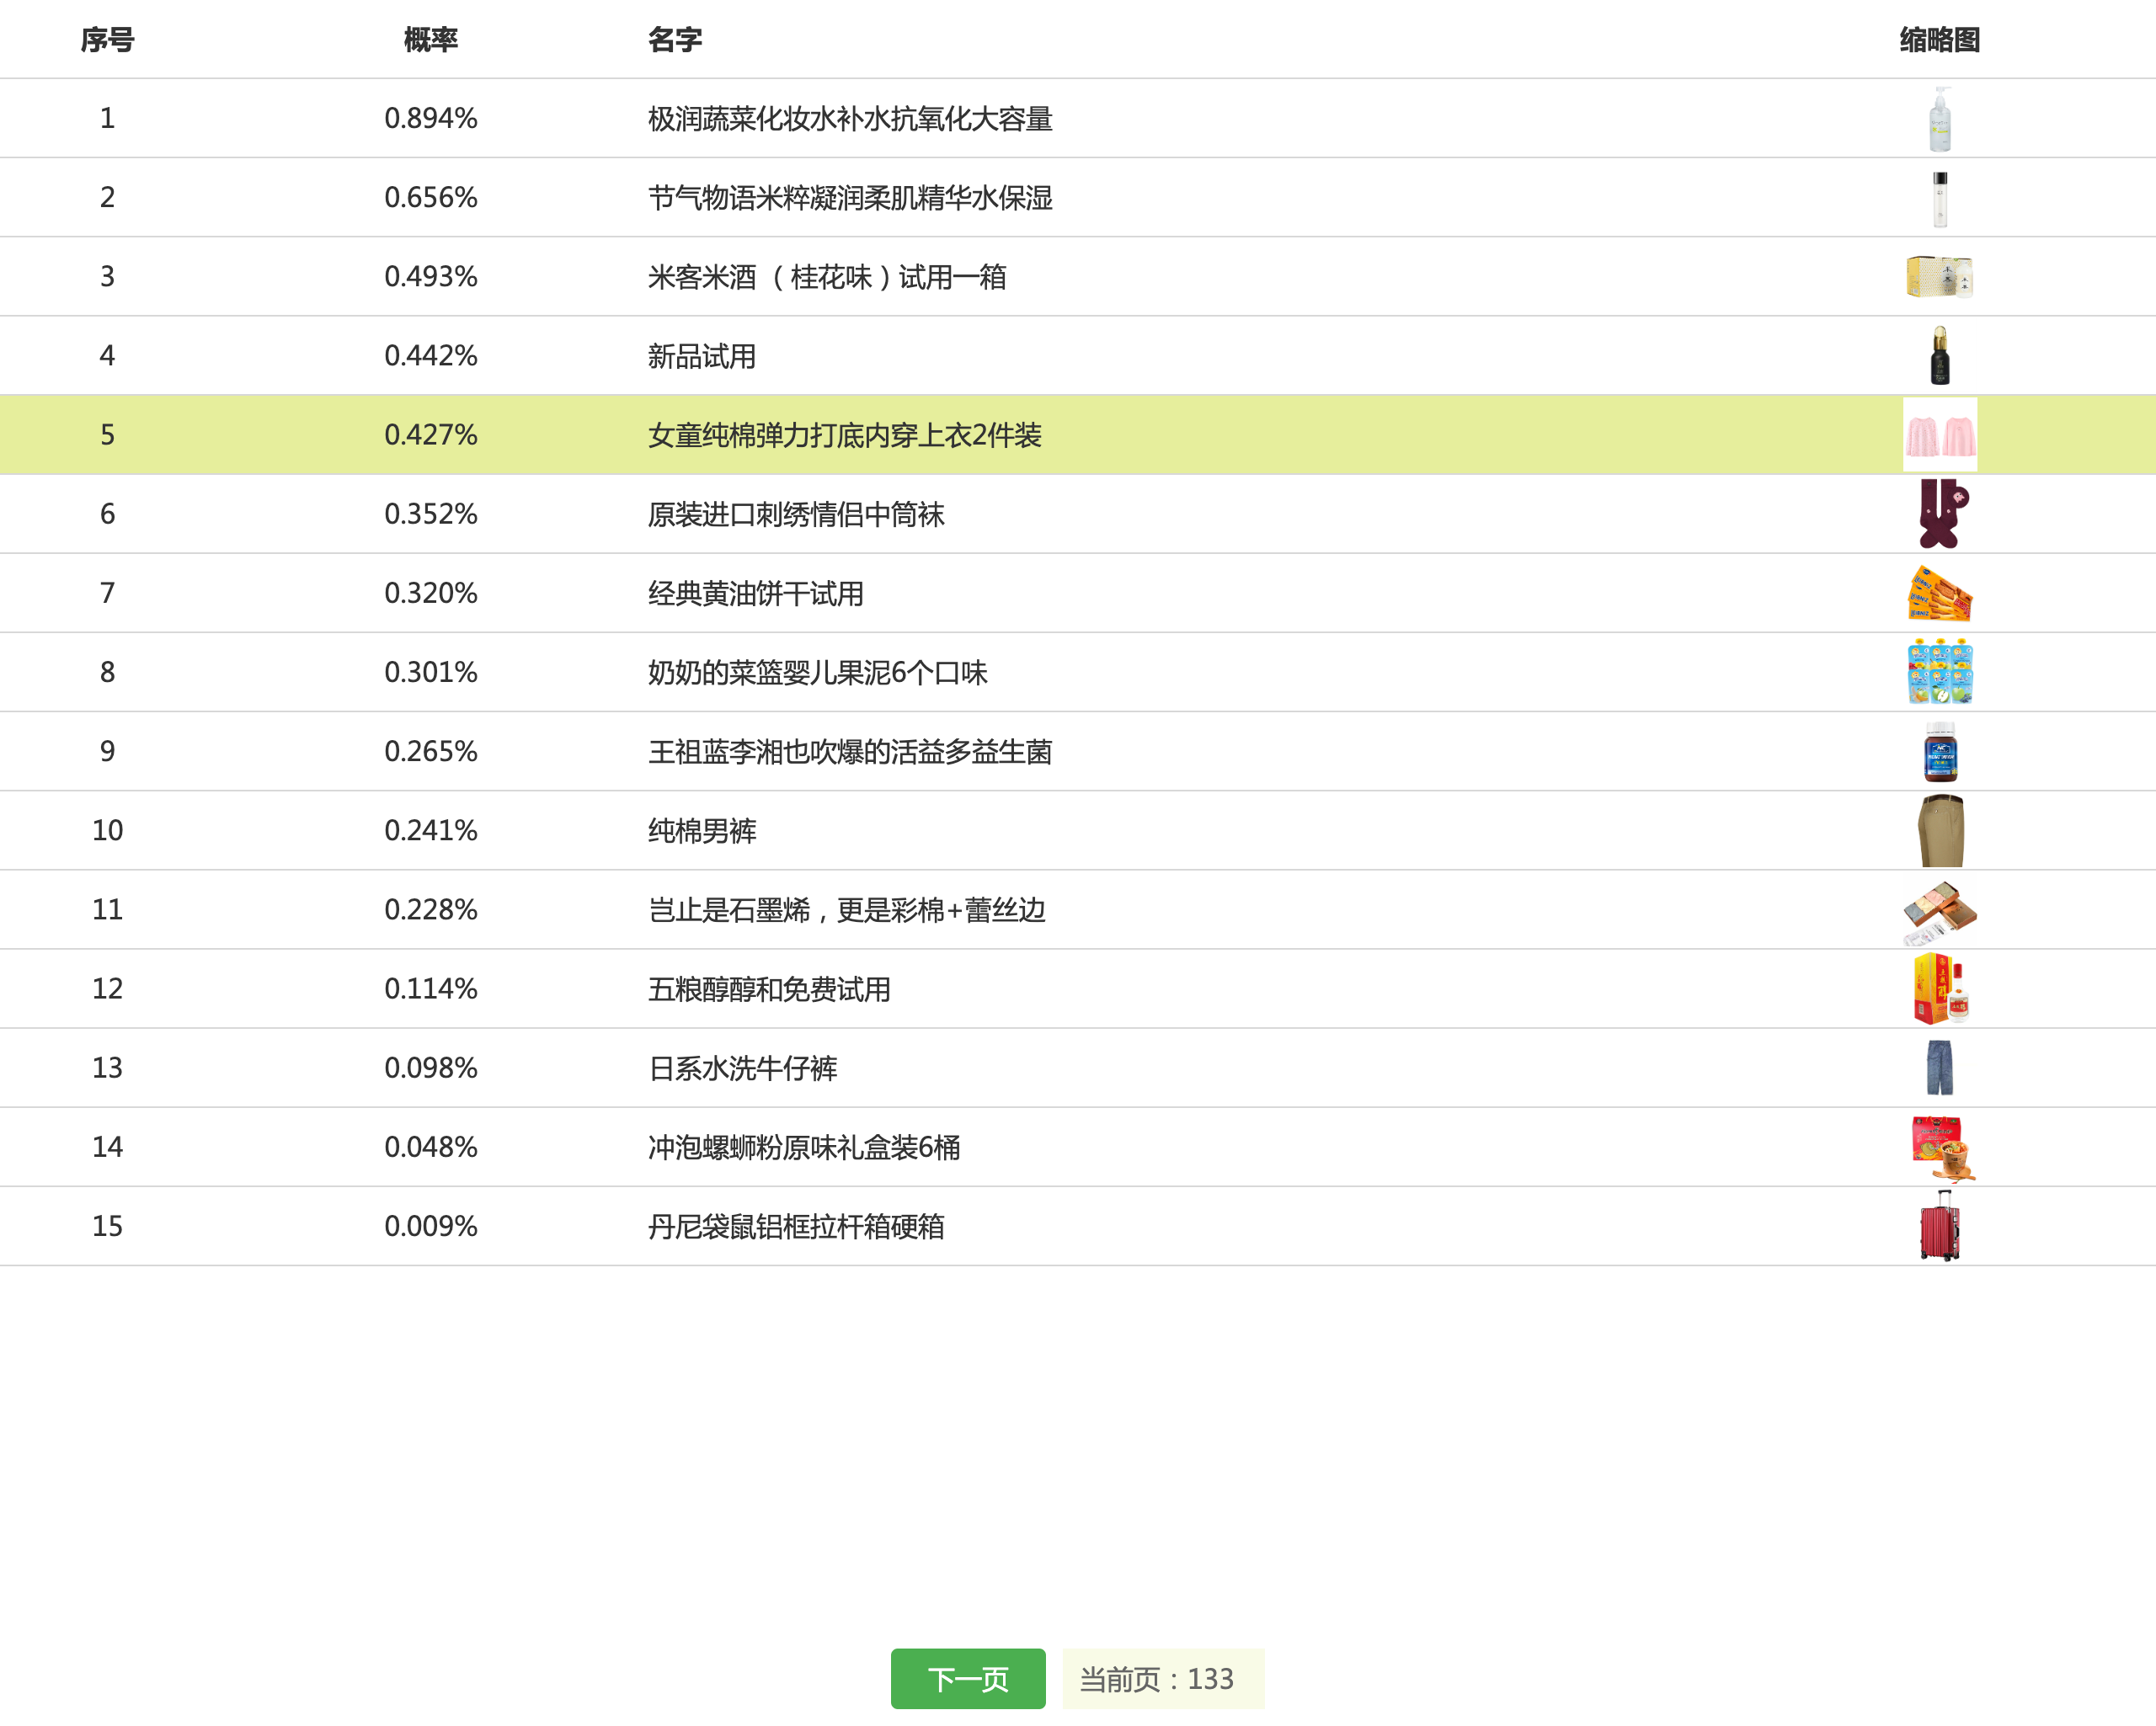 序号 概率 名字 缩略图
1 0.894% 极润蔬菜化妆水补水抗氧化大容量
2 0.656% 节气物语米粹凝润柔肌精华水保湿
3 0.493% 米客米酒（桂花味）试用一箱
4 0.442% 新品试用
5 0.427% 女童纯棉弹力打底内穿上衣2件装
6 0.352% 原装进口刺绣情侣中筒袜
7 0.320% 经典黄油饼干试用
8 0.301% 奶奶的菜篮婴儿果泥6个口味
9 0.265% 王祖蓝李湘也吹爆的活益多益生菌
10 0.241% 纯棉男裤
11 0.228% 岂止是石墨烯，更是彩棉+蕾丝边
12 0.114% 五粮醇醇和免费试用
13 0.098% 日系水洗牛仔裤
14 0.048% 冲泡螺蛳粉原味礼盒装6桶
15 0.009% 丹尼袋鼠铝框拉杆箱硬箱
下一页 当前页：133